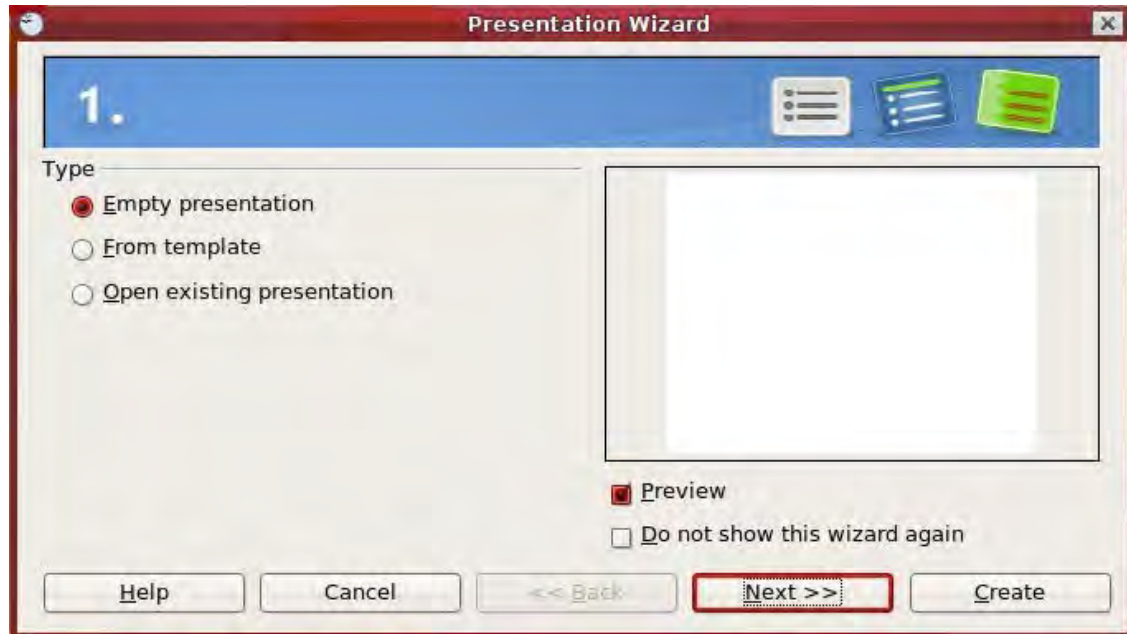 Presentation Wizard
1.
Type
Empty presentation
From template
Open existing presentation
Preview
Do not show this wizard again
Help
Cancel
<< Back
Next >>
Create